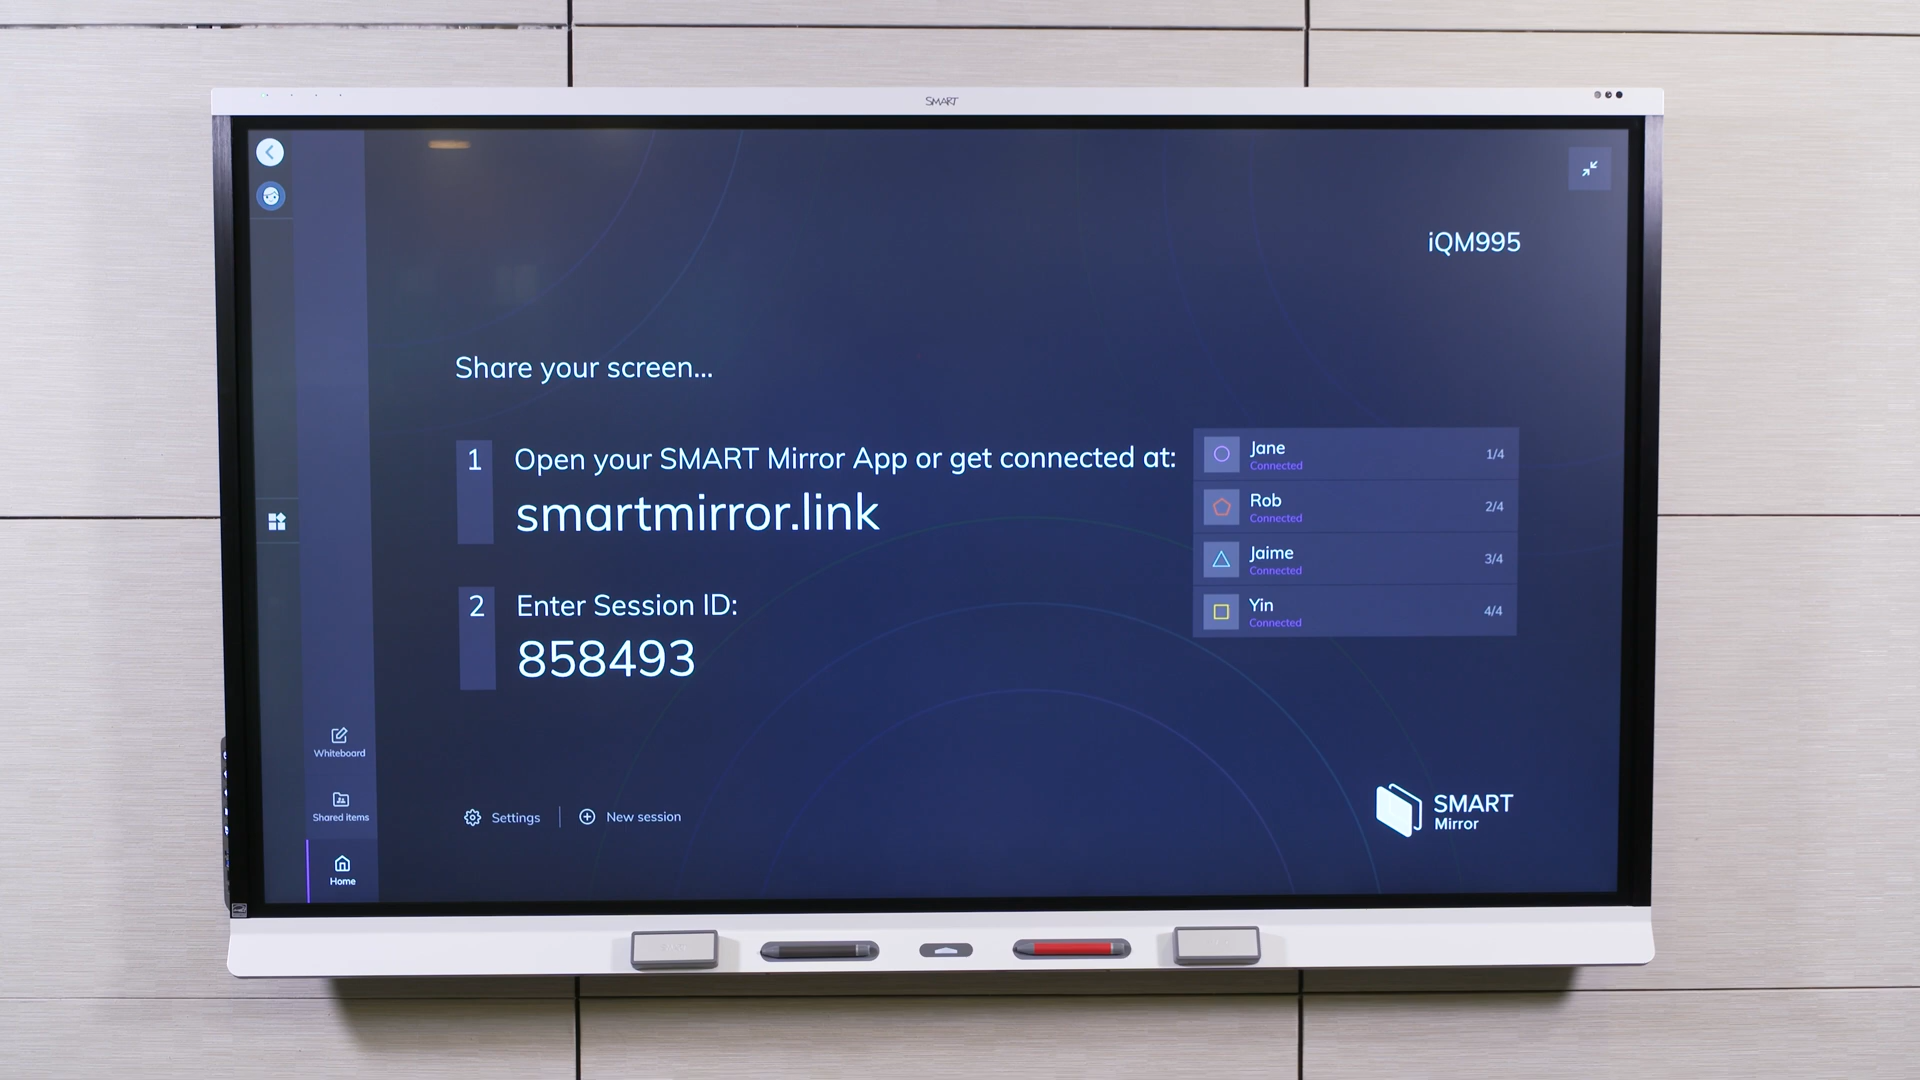 SMART
iQM995
Share your screen...
1
Open your SMART Mirror App or get connected at:
smartmirror.link
2
Enter Session ID:
858493
Jane
Connected
1/4
Rob
Connected
2/4
Jaime
Connected
3/4
Yin
Connected
4/4
Whiteboard
Shared items
Home
Settings
New session
SMART
Mirror